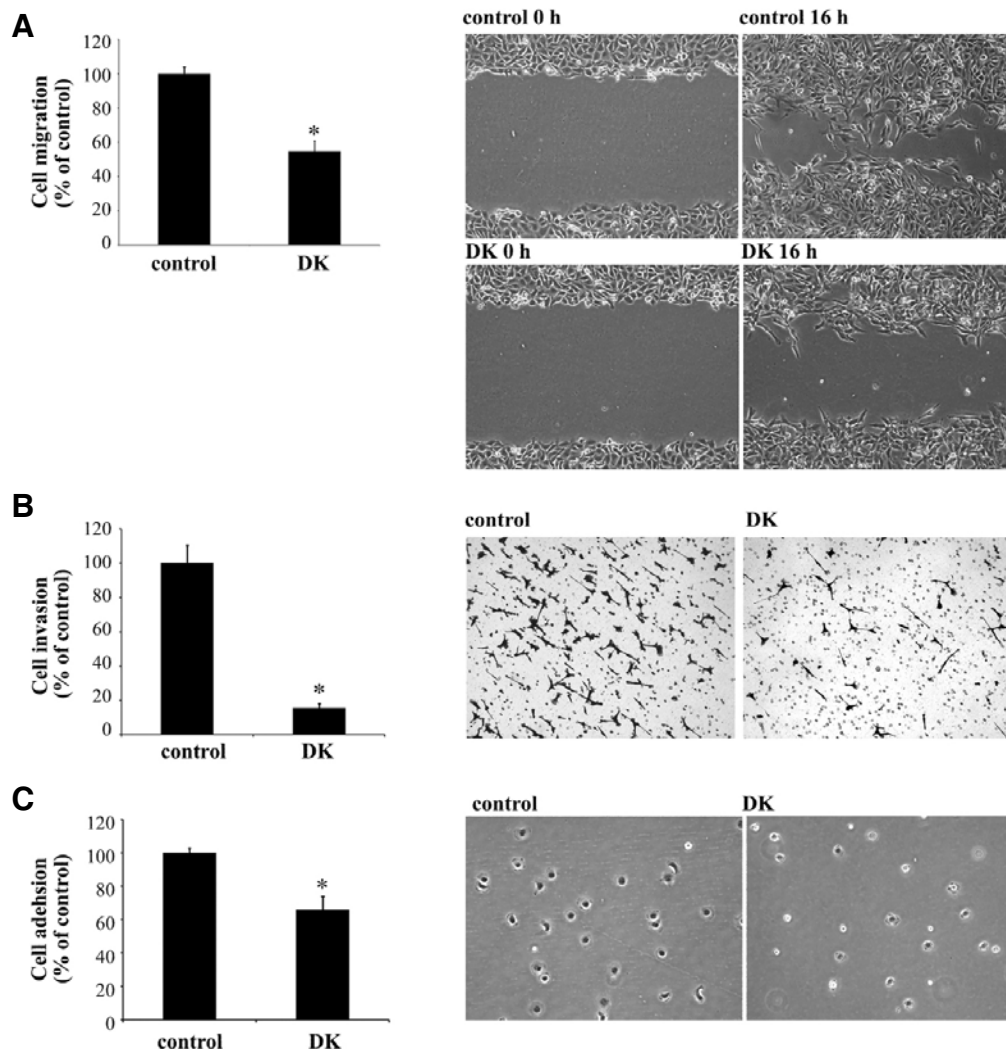 A
Cell migration
(% of control)
120
100
80
60
40
20
0
*
control
DK
control 0 h
control 16 h
DK 0 h
DK 16 h
B
Cell invasion
(% of control)
120
100
80
60
40
20
0
*
control
DK
control
DK
C
Cell adehsion
(% of control)
120
100
80
60
40
20
0
*
control
DK
control
DK